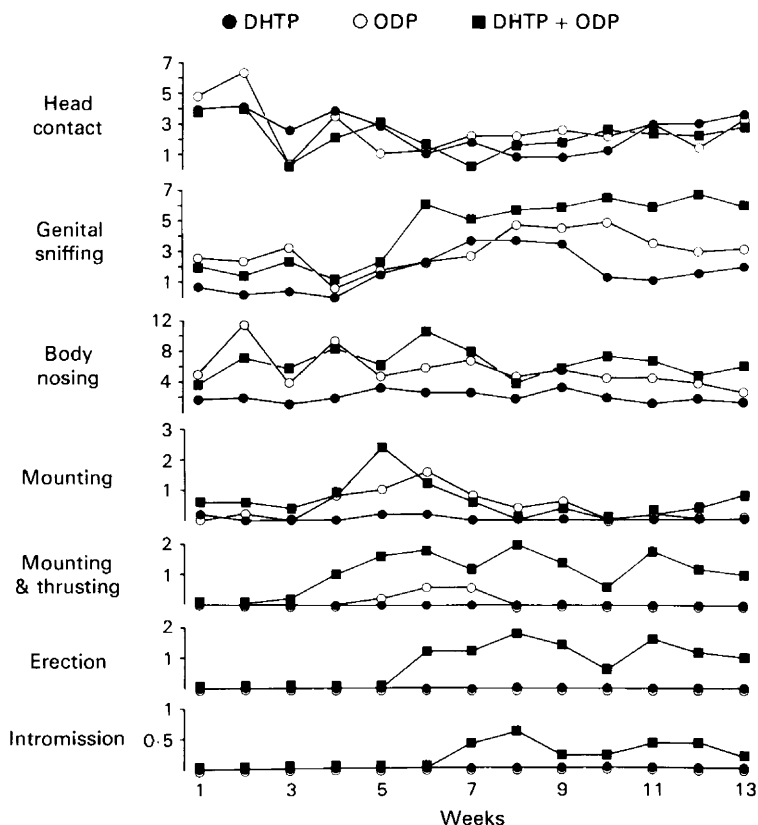 ● DHTP ○ ODP ■ DHTP + ODP
Head
contact
7
5
3
1
Genital
sniffing
7
5
3
1
Body
nosing
12
8
4
Mounting
3
2
1
Mounting
& thrusting
2
1
Erection
2
1
Intromission
1
0·5
1 3 5 7 9 11 13
Weeks